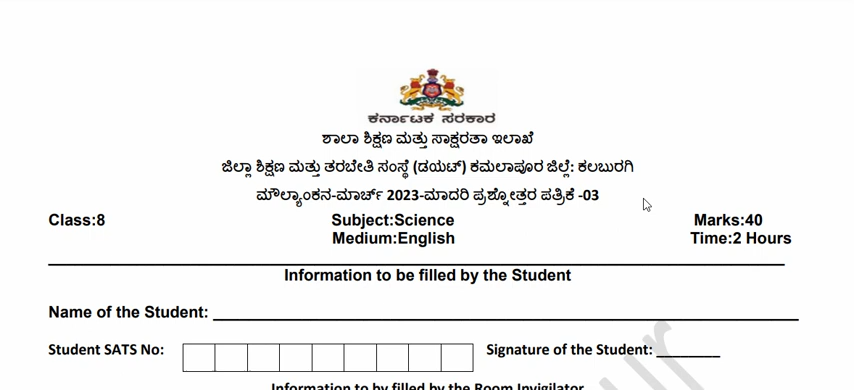 ಕರ್ನಾಟಕ ಸರಕಾರ
ಶಾಲಾ ಶಿಕ್ಷಣ ಮತ್ತು ಸಾಕ್ಷರತಾ ಇಲಾಖೆ
ಜಿಲ್ಲಾ ಶಿಕ್ಷಣ ಮತ್ತು ತರಬೇತಿ ಸಂಸ್ಥೆ (ಡಯಟ್) ಕಮಲಾಪೂರ ಜಿಲ್ಲೆ: ಕಲಬುರಗಿ
ಮೌಲ್ಯಾಂಕನ-ಮಾರ್ಚ್ 2023-ಮಾದರಿ ಪ್ರಶ್ನೋತ್ತರ ಪತ್ರಿಕೆ -03
Class:8 Subject:Science Marks:40
Medium:English Time:2 Hours
Information to be filled by the Student
Name of the Student:
Student SATS No: Signature of the Student:
Information to be filled by the Room Invigilator